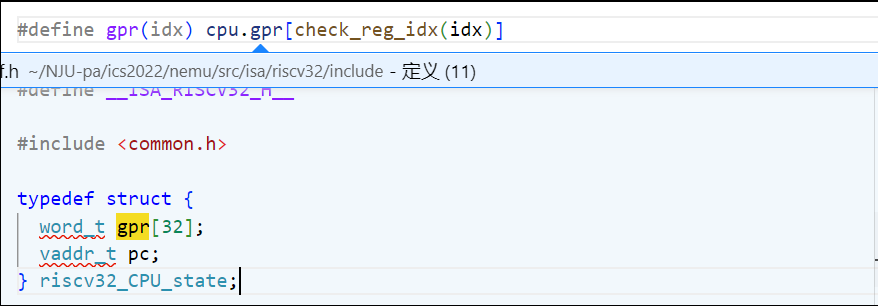 #define gpr(idx) cpu.gpr[check_reg_idx(idx)]
f.h ~/NJU-pa/ics2022/nemu/src/isa/riscv32/include - 定义 (11)
#define __ISA_RISCV32_H__
#include <common.h>
typedef struct {
word_t gpr[32];
vaddr_t pc;
} riscv32_CPU_state;